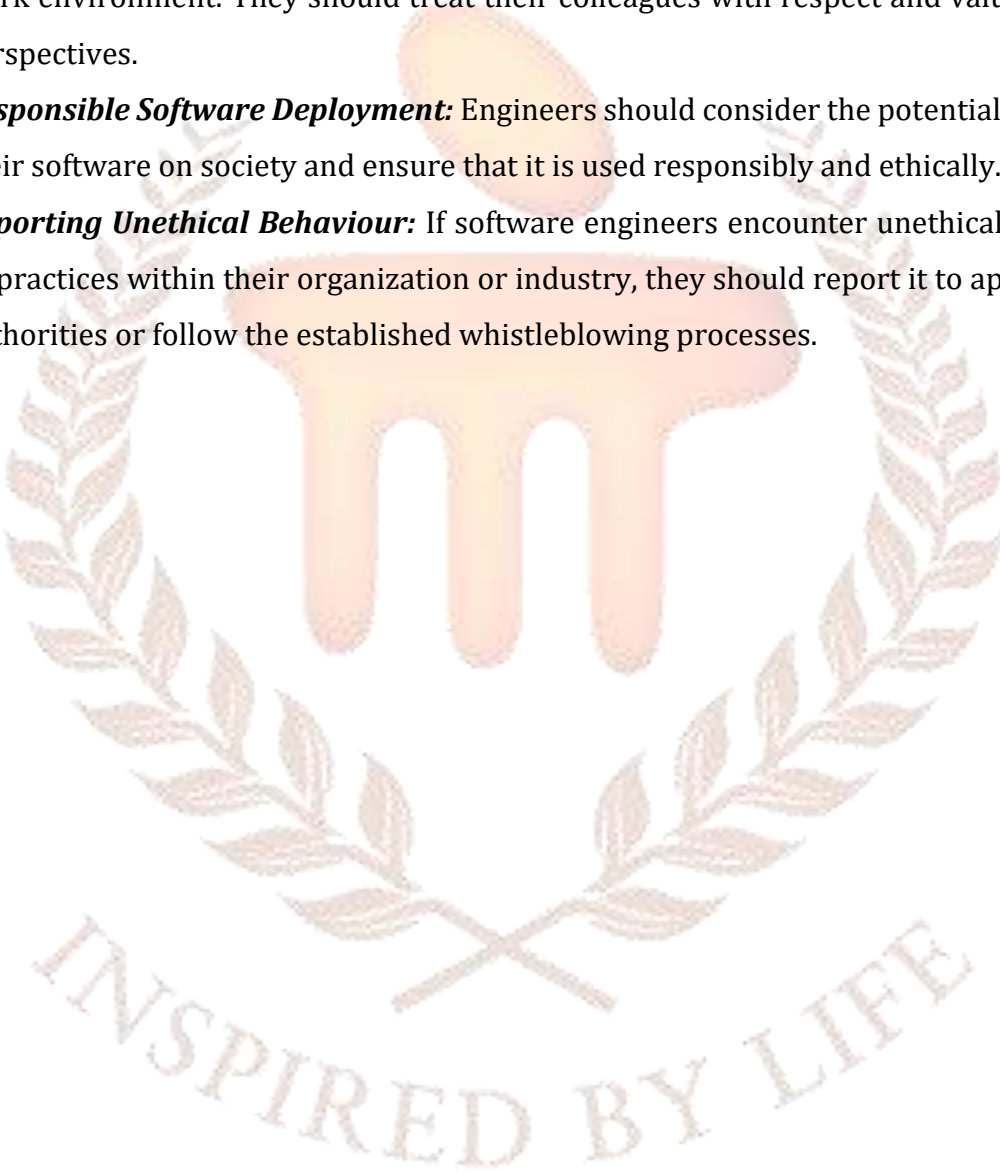 rk environment. They should treat their colleagues with respect and valu
rspectives.
sponsible Software Deployment: Engineers should consider the potential
eir software on society and ensure that it is used responsibly and ethically.
porting Unethical Behaviour: If software engineers encounter unethical
practices within their organization or industry, they should report it to ap
thorities or follow the established whistleblowing processes.
INSPIRED BY LIFE